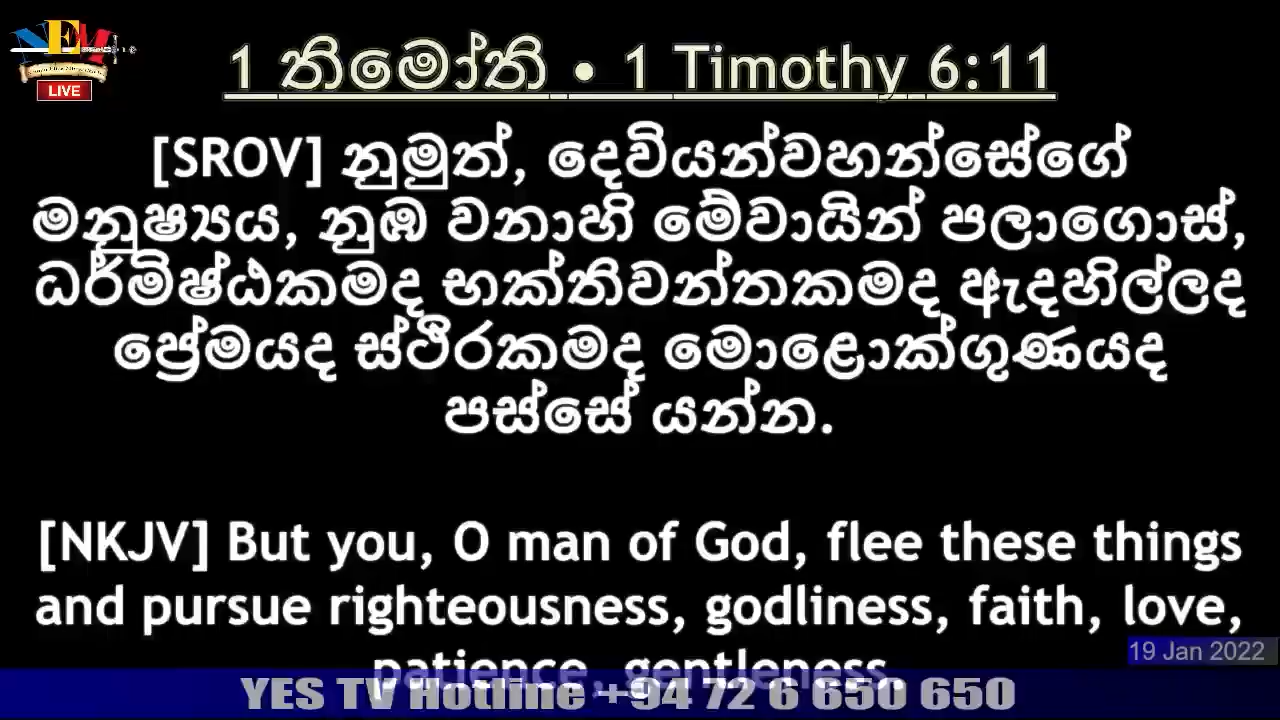 NEM
LIVE
1 තිමෝති • 1 Timothy 6:11
[SROV] නුමුත්, දෙවියන්වහන්සේගේ
මනුෂ්‍යය, නුඹ වනාහි මේවායින් පලාගොස්,
ධර්මිෂ්ඨකමද භක්තිවන්තකමද ඇදහිල්ලද
ප්‍රේමයද ස්ථිරකමද මොළොක්ගුණයද
පස්සේ යන්න.
[NKJV] But you, O man of God, flee these things
and pursue righteousness, godliness, faith, love,
patience, gentleness.
19 Jan 2022
YES TV Hotline +94 72 6 650 650